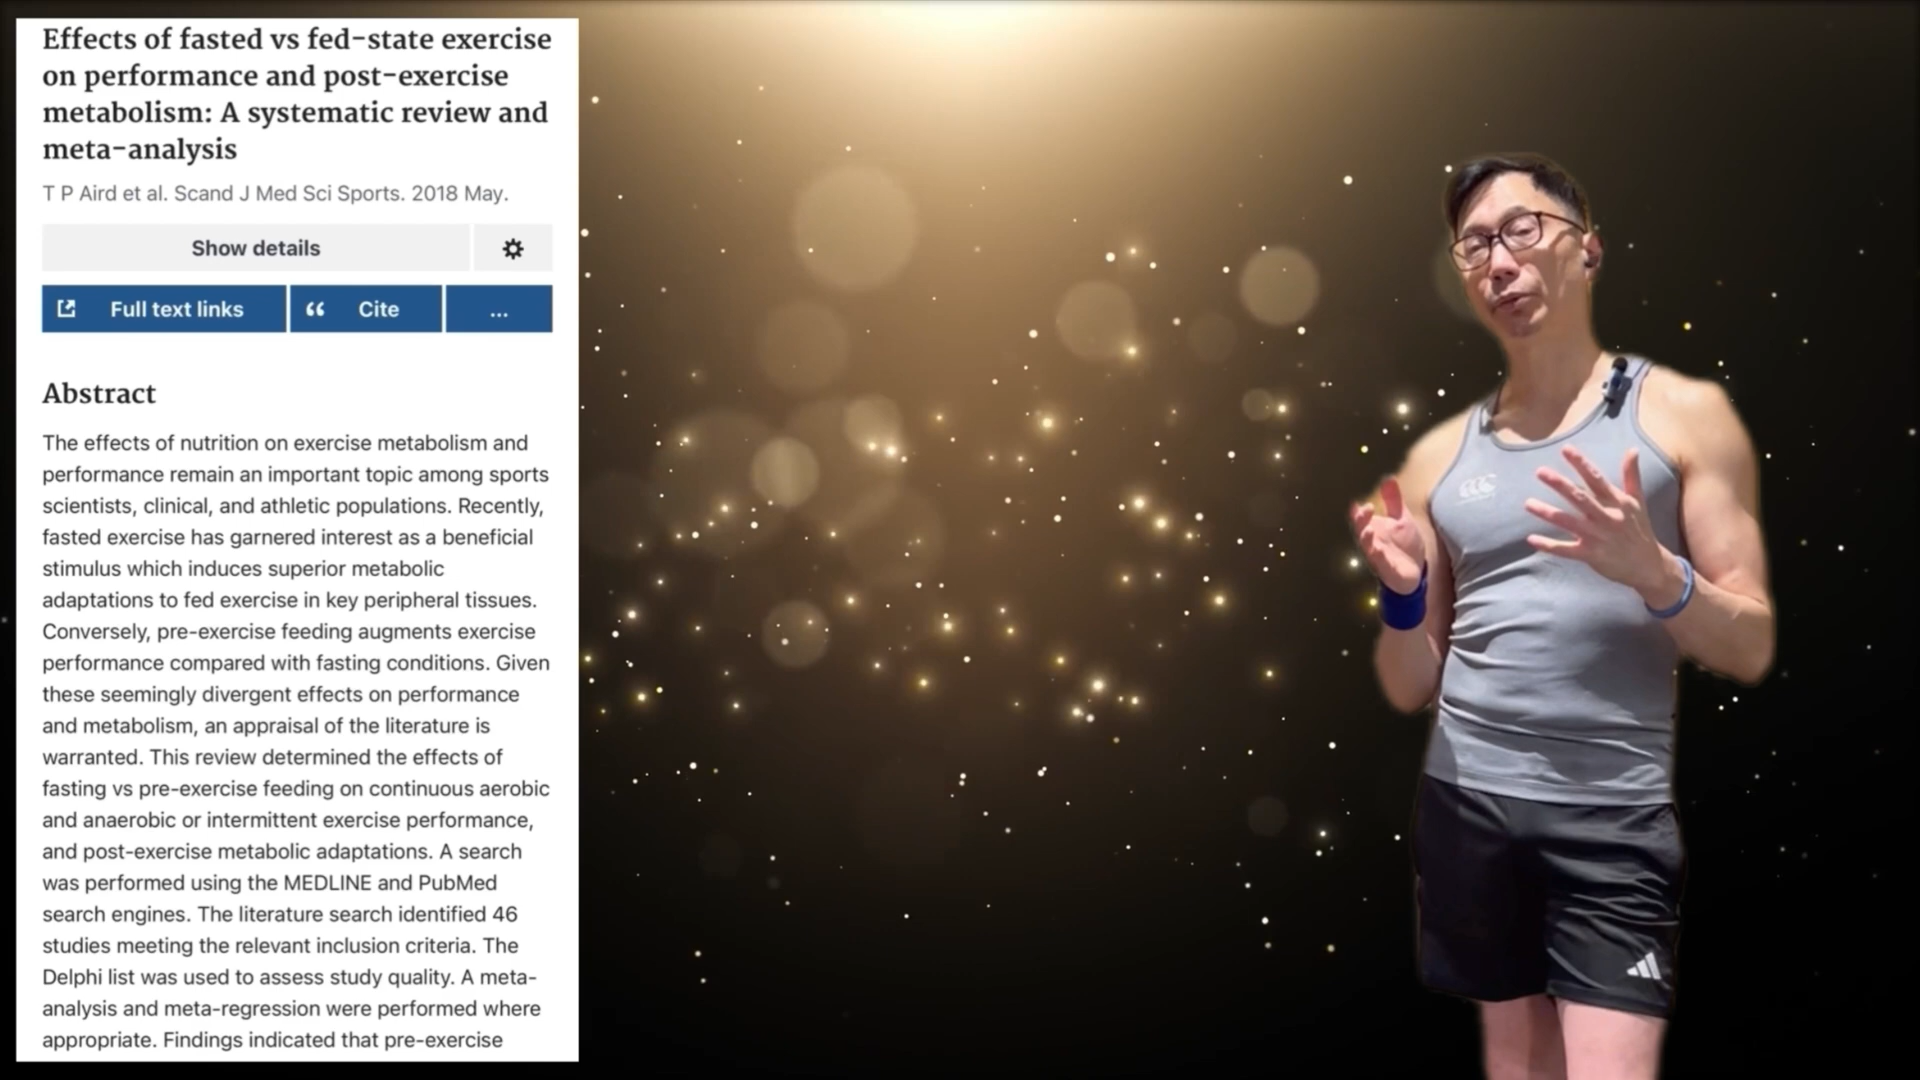 Effects of fasted vs fed-state exercise
on performance and post-exercise
metabolism: A systematic review and
meta-analysis
T P Aird et al. Scand J Med Sci Sports. 2018 May.
Show details
Full text links
Cite
...
Abstract
The effects of nutrition on exercise metabolism and
performance remain an important topic among sports
scientists, clinical, and athletic populations. Recently,
fasted exercise has garnered interest as a beneficial
stimulus which induces superior metabolic
adaptations to fed exercise in key peripheral tissues.
Conversely, pre-exercise feeding augments exercise
performance compared with fasting conditions. Given
these seemingly divergent effects on performance
and metabolism, an appraisal of the literature is
warranted. This review determined the effects of
fasting vs pre-exercise feeding on continuous aerobic
and anaerobic or intermittent exercise performance,
and post-exercise metabolic adaptations. A search
was performed using the MEDLINE and PubMed
search engines. The literature search identified 46
studies meeting the relevant inclusion criteria. The
Delphi list was used to assess study quality. A meta-
analysis and meta-regression were performed where
appropriate. Findings indicated that pre-exercise